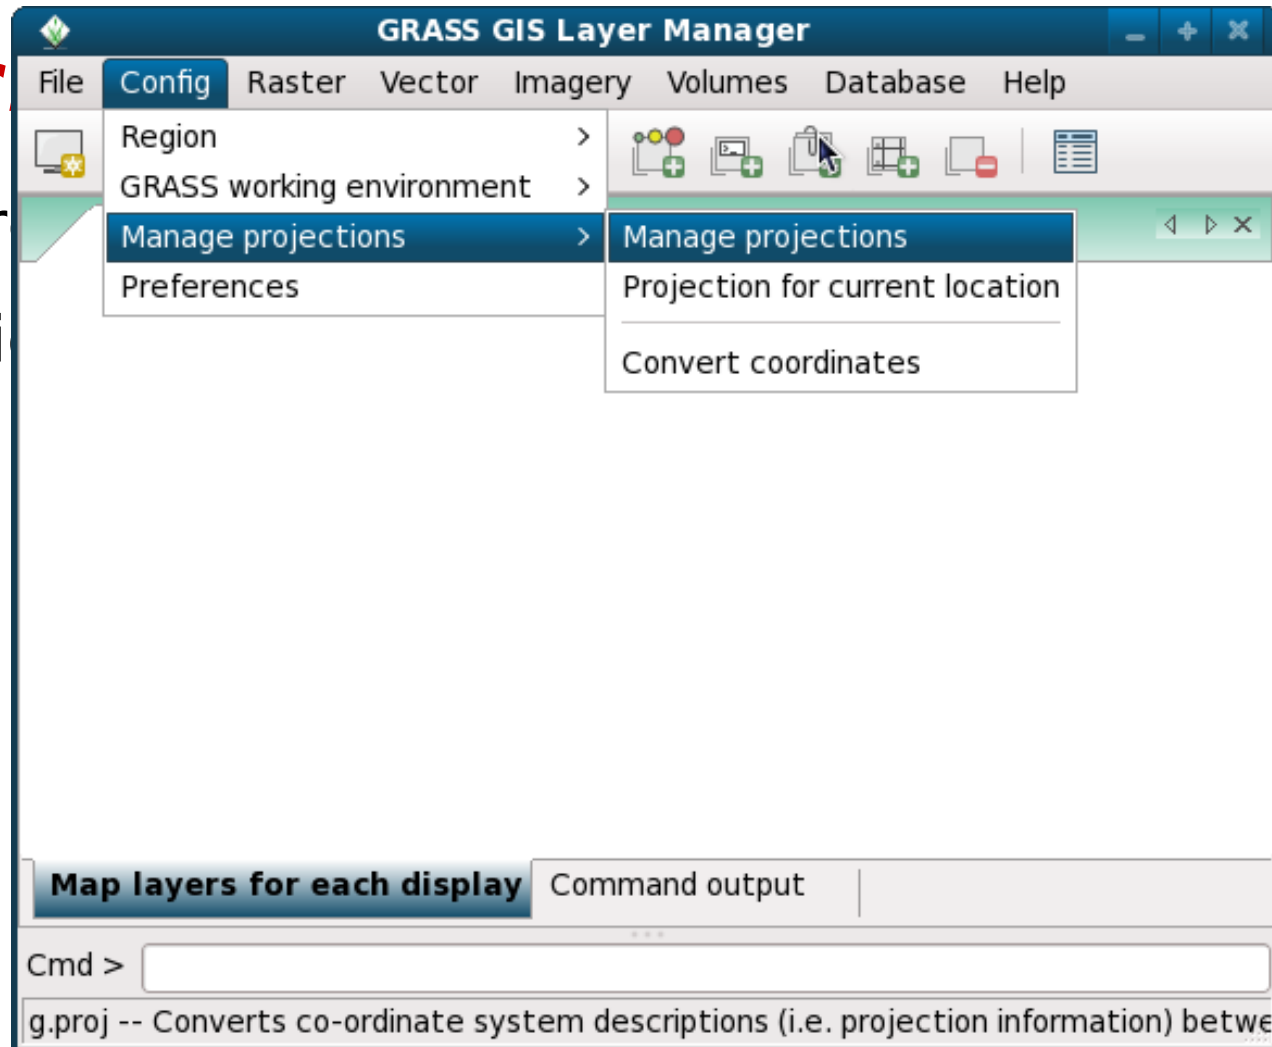 GRASS GIS Layer Manager
File Config Raster Vector Imagery Volumes Database Help
Region
GRASS working environment
Manage projections
Preferences
Manage projections
Projection for current location
Convert coordinates
Map layers for each display Command output
Cmd >
g.proj -- Converts co-ordinate system descriptions (i.e. projection information) betwe